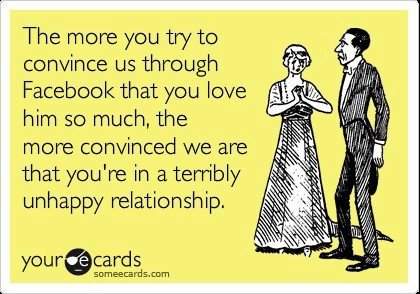 The more you try to
convince us through
Facebook that you love
him so much, the
more convinced we are
that you're in a terribly
unhappy relationship.
your e cards
someecards.com